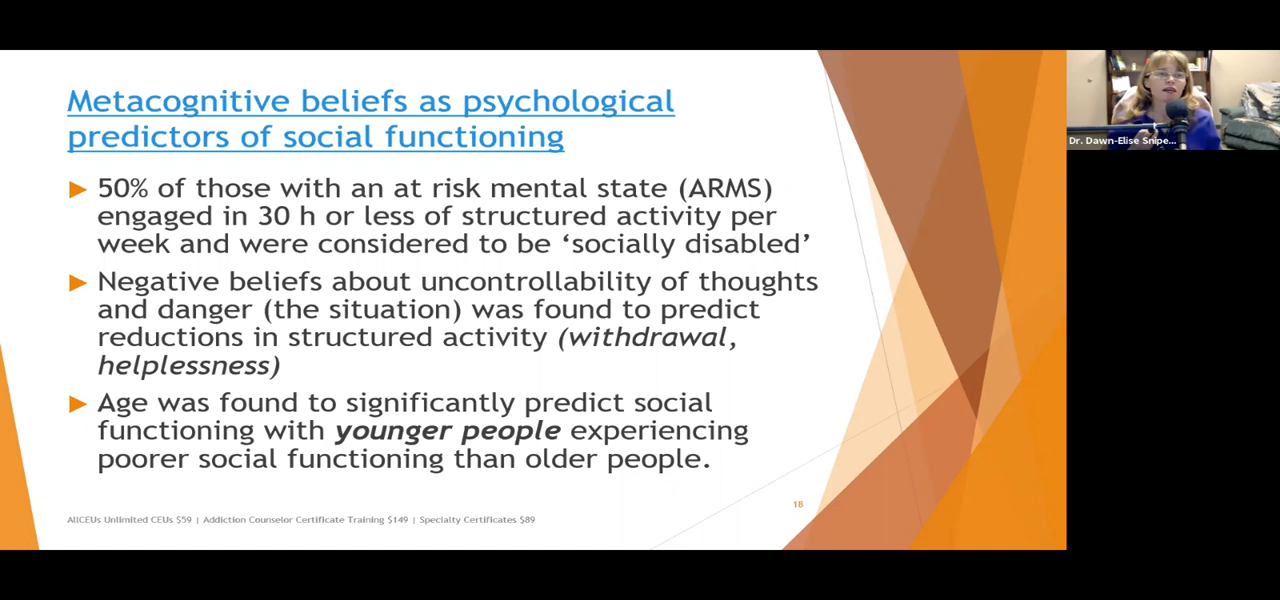 Metacognitive beliefs as psychological
predictors of social functioning
50% of those with an at risk mental state (ARMS)
engaged in 30 h or less of structured activity per
week and were considered to be ‘socially disabled’
Negative beliefs about uncontrollability of thoughts
and danger (the situation) was found to predict
reductions in structured activity (withdrawal,
helplessness)
Age was found to significantly predict social
functioning with younger people experiencing
poorer social functioning than older people.
18
AllCEUs Unlimited CEUs $59 | Addiction Counselor Certificate Training $149 | Specialty Certificates $89
Dr. Dawn-Elise Snipe...